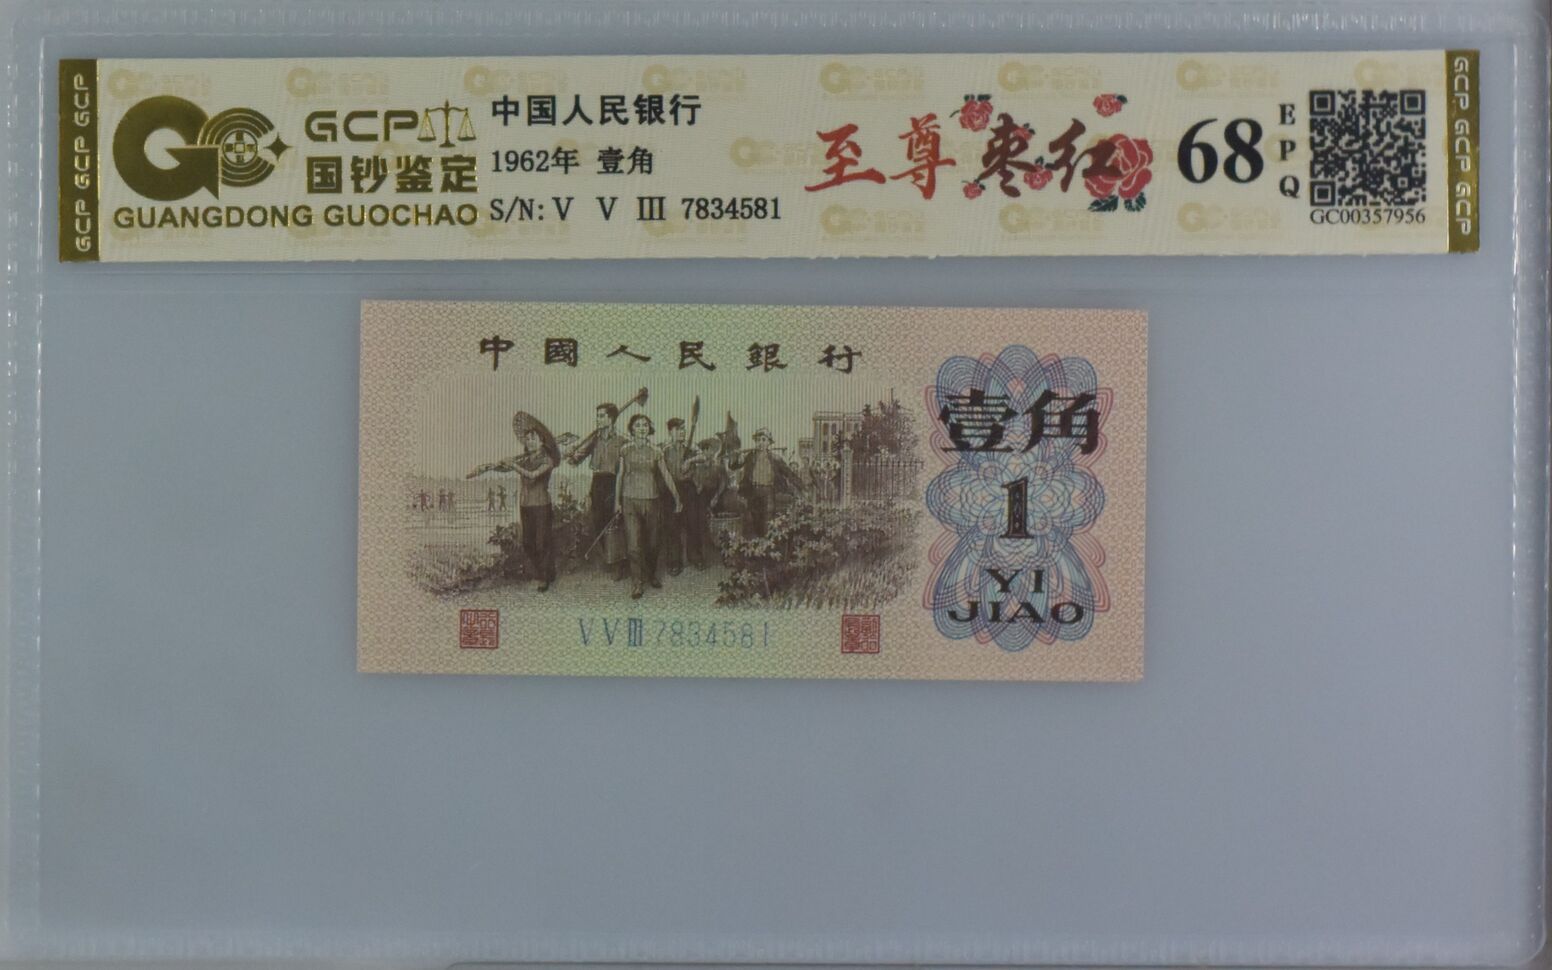 GCP GCP GCP
GCP
国钞鉴定
GUANGDONG GUOCHAO
中国人民银行
1962年 壹角
S/N: V V III 7834581
至尊枣红
68
EPQ
GC00357956
GCP GCP GCP
中國人民銀行
壹角
1
YI
JIAO
VVIII 7834581